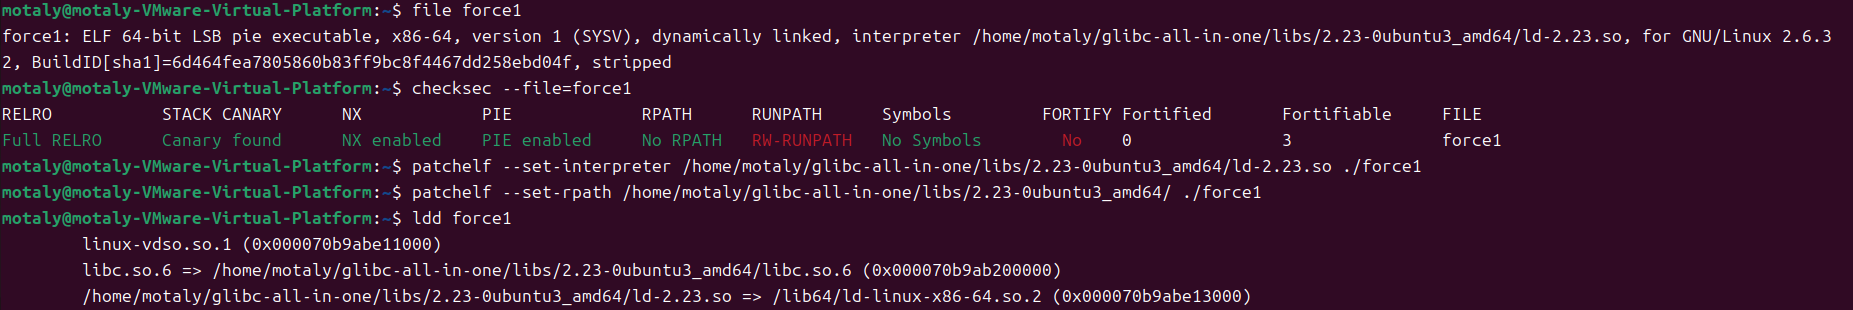 motaly@motaly-VMware-Virtual-Platform:~$ file force1
force1: ELF 64-bit LSB pie executable, x86-64, version 1 (SYSV), dynamically linked, interpreter /home/motaly/glibc-all-in-one/libs/2.23-0ubuntu3_amd64/ld-2.23.so, for GNU/Linux 2.6.3
2, BuildID[sha1]=6d464fea7805860b83ff9bc8f4467dd258ebd04f, stripped
motaly@motaly-VMware-Virtual-Platform:~$ checksec --file=force1
RELRO STACK CANARY NX PIE RPATH RUNPATH Symbols FORTIFY Fortified Fortifiable FILE
Full RELRO Canary found NX enabled PIE enabled No RPATH RW-RUNPATH No Symbols No 0 3 force1
motaly@motaly-VMware-Virtual-Platform:~$ patchelf --set-interpreter /home/motaly/glibc-all-in-one/libs/2.23-0ubuntu3_amd64/ld-2.23.so ./force1
motaly@motaly-VMware-Virtual-Platform:~$ patchelf --set-rpath /home/motaly/glibc-all-in-one/libs/2.23-0ubuntu3_amd64/ ./force1
motaly@motaly-VMware-Virtual-Platform:~$ ldd force1
linux-vdso.so.1 (0x000070b9abe11000)
libc.so.6 => /home/motaly/glibc-all-in-one/libs/2.23-0ubuntu3_amd64/libc.so.6 (0x000070b9ab200000)
/home/motaly/glibc-all-in-one/libs/2.23-0ubuntu3_amd64/ld-2.23.so => /lib64/ld-linux-x86-64.so.2 (0x000070b9abe13000)